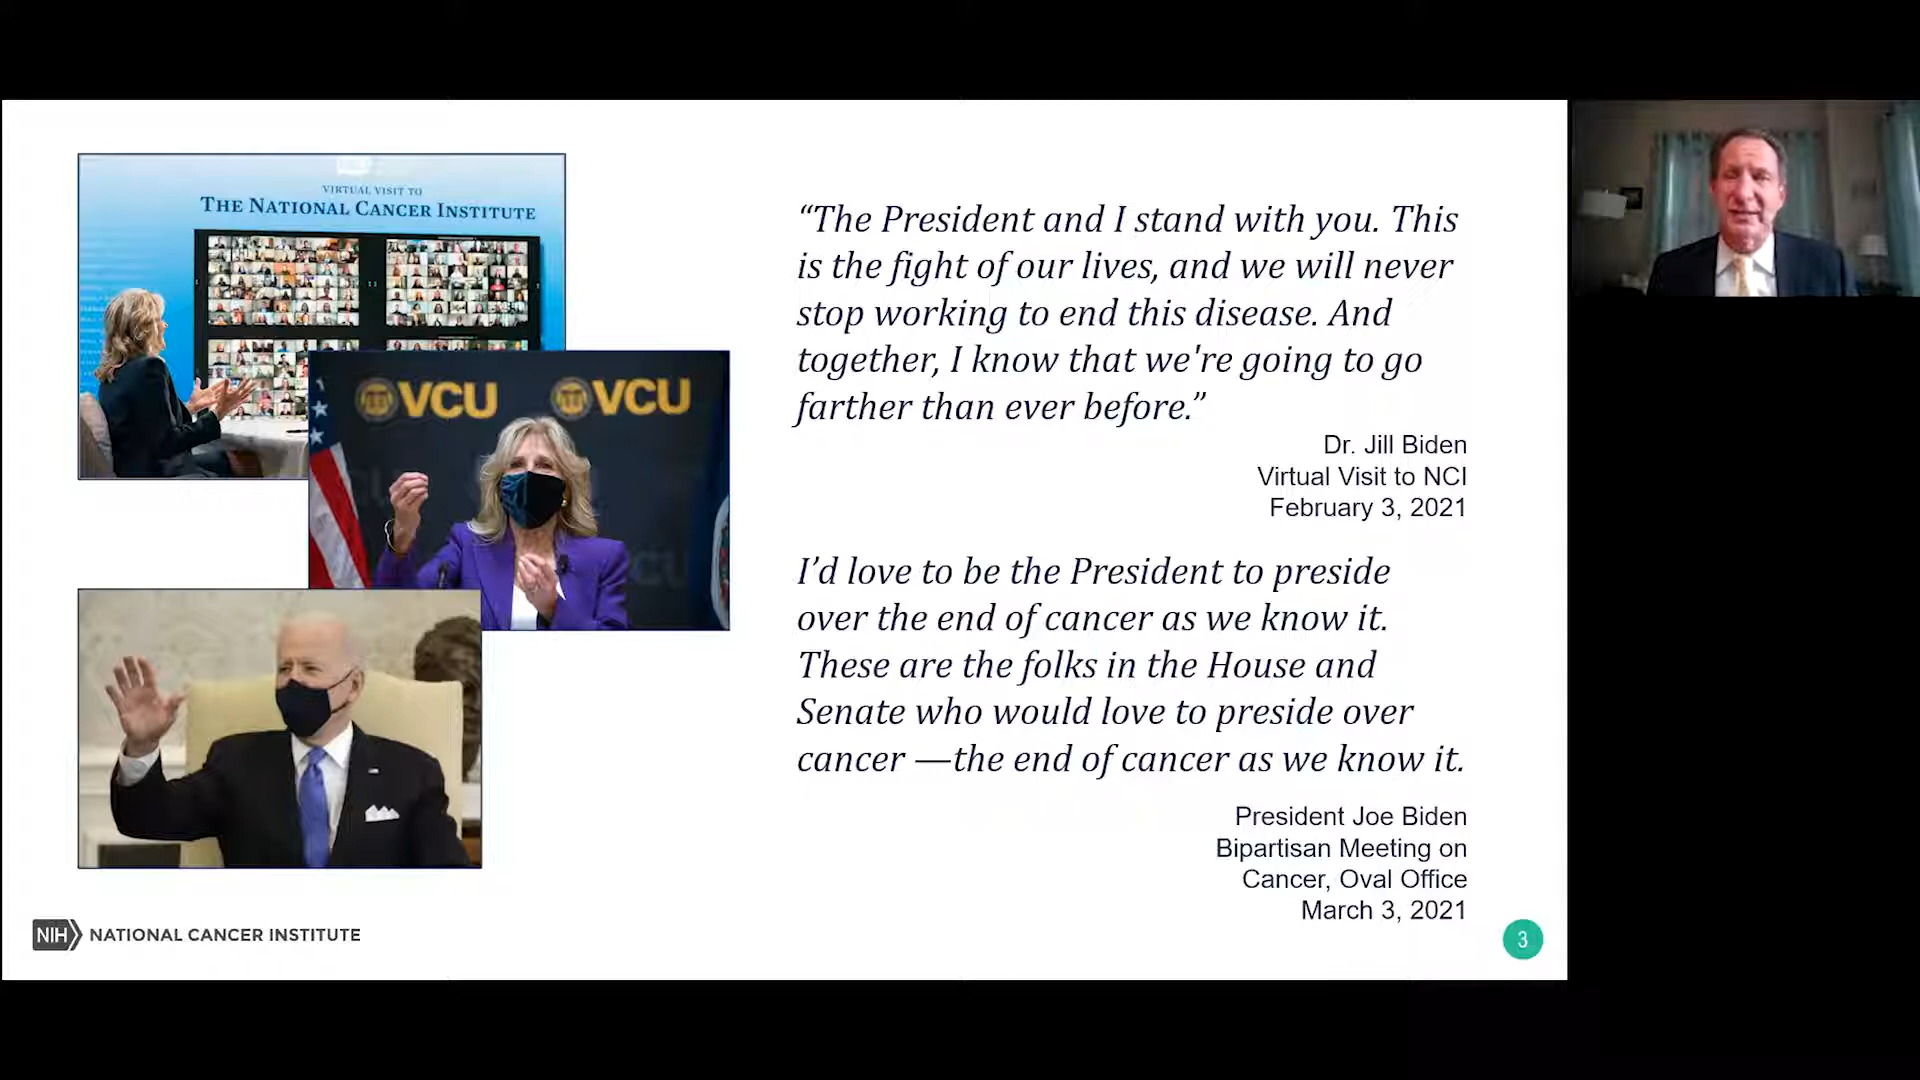 VIRTUAL VISIT TO
THE NATIONAL CANCER INSTITUTE
VCU
VCU
“The President and I stand with you. This
is the fight of our lives, and we will never
stop working to end this disease. And
together, I know that we're going to go
farther than ever before.”
Dr. Jill Biden
Virtual Visit to NCI
February 3, 2021
I’d love to be the President to preside
over the end of cancer as we know it.
These are the folks in the House and
Senate who would love to preside over
cancer —the end of cancer as we know it.
President Joe Biden
Bipartisan Meeting on
Cancer, Oval Office
March 3, 2021
NIH NATIONAL CANCER INSTITUTE
3